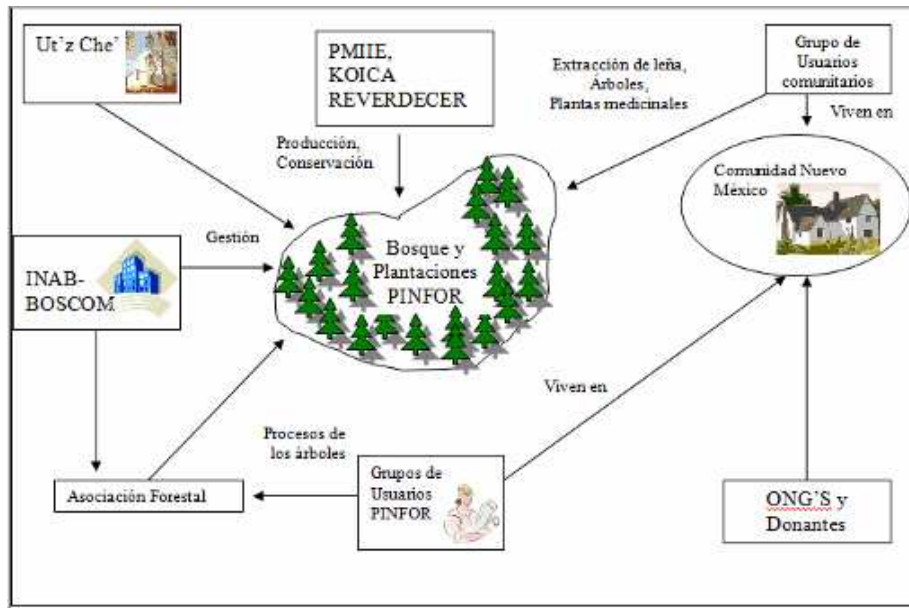 Ut´z Che´
PMIIE,
KOICA
REVERDECER
Extracción de leña,
Árboles,
Plantas medicinales
Grupo de
Usuarios
comunitarios
Viven en
Producción,
Conservación
Comunidad Nuevo
México
Gestión
INAB-
BOSCOM
Bosque y
Plantaciones
PINFOR
Viven en
Procesos de
los árboles
Asociación Forestal
Grupos de
Usuarios
PINFOR
ONG´S y
Donantes